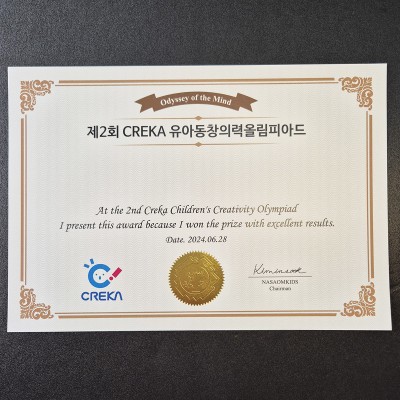 Odyssey of the Mind
제2회 CREKA 유아동창의력올림피아드
At the 2nd Creka Children's Creativity Olympiad
I present this award because I won the prize with excellent results.
Date. 2024.06.28
CREKA
NASAOMKIDS
Chairman